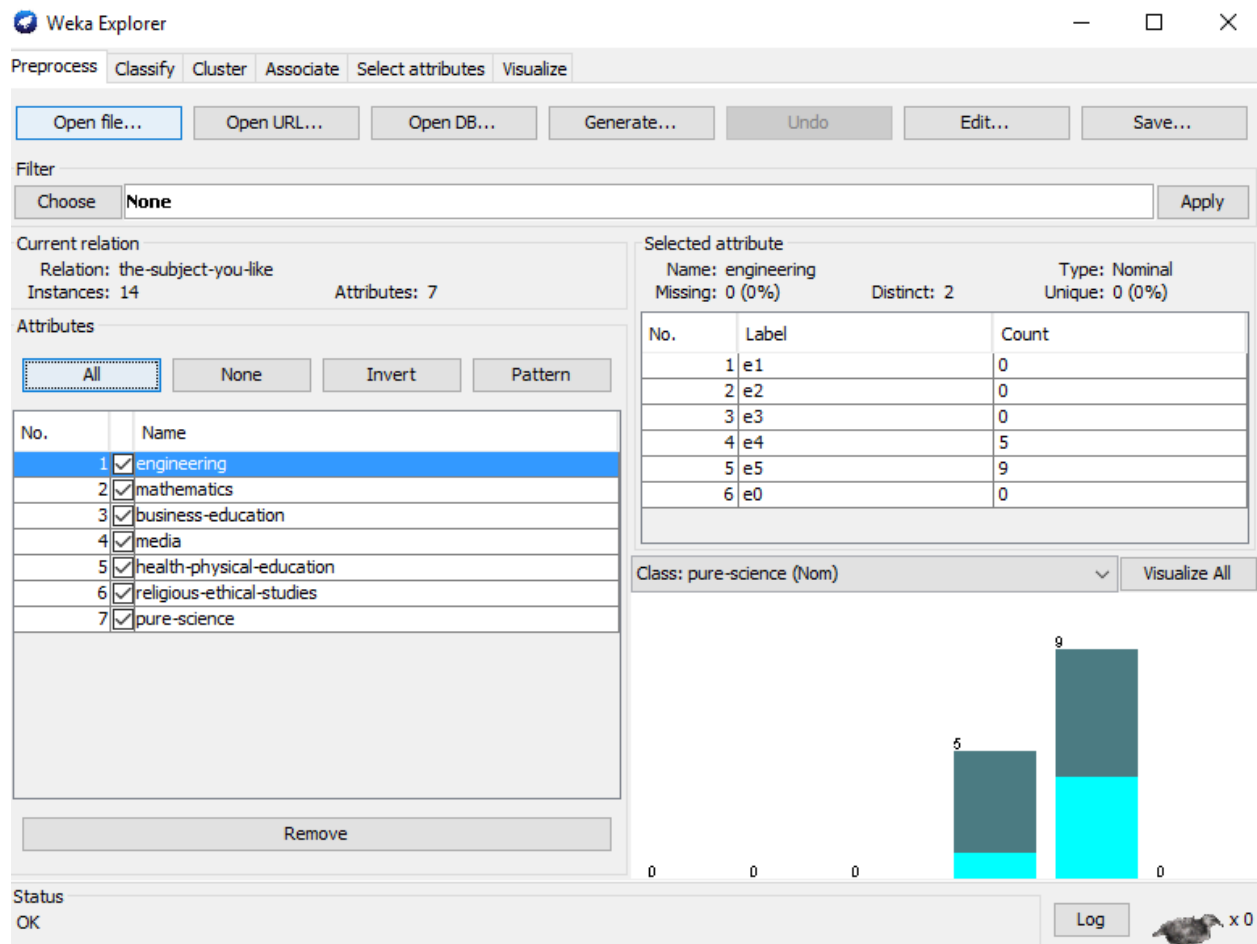 Weka Explorer
Preprocess Classify Cluster Associate Select attributes Visualize
Open file... Open URL... Open DB... Generate... Undo Edit... Save...
Filter
Choose None Apply
Current relation
Relation: the-subject-you-like
Instances: 14 Attributes: 7
Attributes
All None Invert Pattern
No. Name
1 engineering
2 mathematics
3 business-education
4 media
5 health-physical-education
6 religious-ethical-studies
7 pure-science
Remove
Selected attribute
Name: engineering Type: Nominal
Missing: 0 (0%) Distinct: 2 Unique: 0 (0%)
No. Label Count
1 e1 0
2 e2 0
3 e3 0
4 e4 5
5 e5 9
6 e0 0
Class: pure-science (Nom) Visualize All
9
5
0 0 0 0
Status
OK
Log x 0